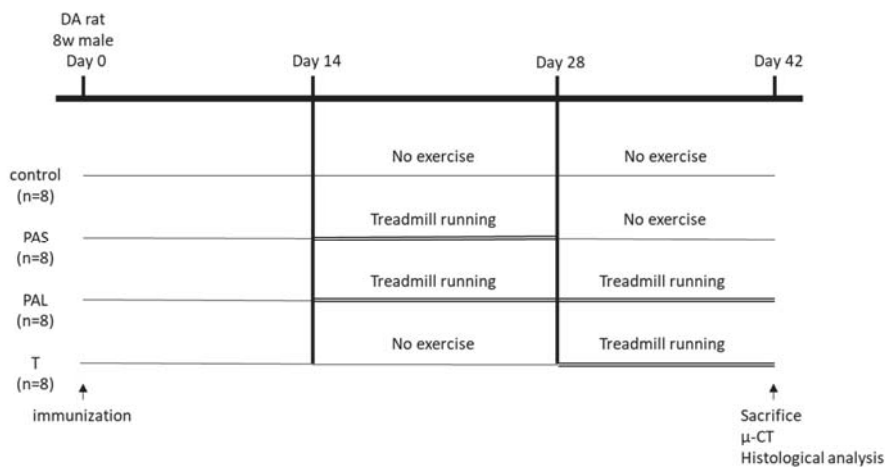 DA rat
8w male
Day 0
Day 14
Day 28
Day 42
No exercise
No exercise
control
(n=8)
Treadmill running
No exercise
PAS
(n=8)
Treadmill running
Treadmill running
PAL
(n=8)
No exercise
Treadmill running
T
(n=8)
immunization
Sacrifice
μ-CT
Histological analysis